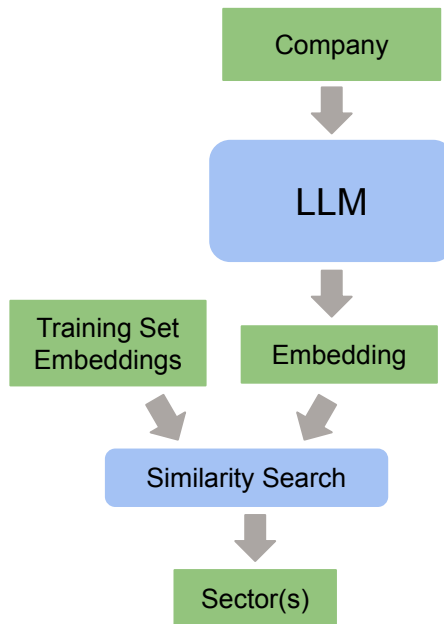 Company
LLM
Training Set
Embeddings
Embedding
Similarity Search
Sector(s)